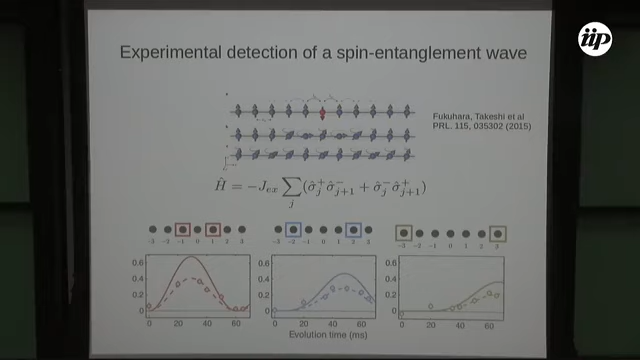 iip
Experimental detection of a spin-entanglement wave
Fukuhara, Takeshi et al
PRL. 115, 035302 (2015)
Ĥ = −J_ex ∑_j (σ̂_j^+ σ̂_{j+1}^− + σ̂_j^− σ̂_{j+1}^+)
−3 −2 −1 0 1 2 3
−3 −2 −1 0 1 2 3
−3 −2 −1 0 1 2 3
0.6 0.4 0.2 0
0 20 40 60
0.6 0.4 0.2 0
0 20 40 60
0.6 0.4 0.2 0
0 20 40 60
Evolution time (ms)